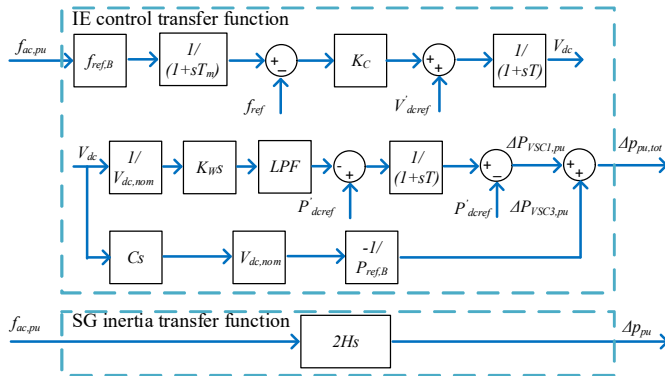 IE control transfer function
f_ac,pu
f_ref,B
1/
(1+sT_m)
+
−
f_ref
K_C
+
+
V'_dcref
1/
(1+sT)
V_dc
V_dc
1/
V_dc,nom
K_Ws
LPF
-
+
P'_dcref
1/
(1+sT)
+
−
P'_dcref
ΔP_VSC1,pu
+
+
Δp_pu,tot
ΔP_VSC3,pu
Cs
V_dc,nom
-1/
P_ref,B
f_ac,pu
SG inertia transfer function
2Hs
Δp_pu